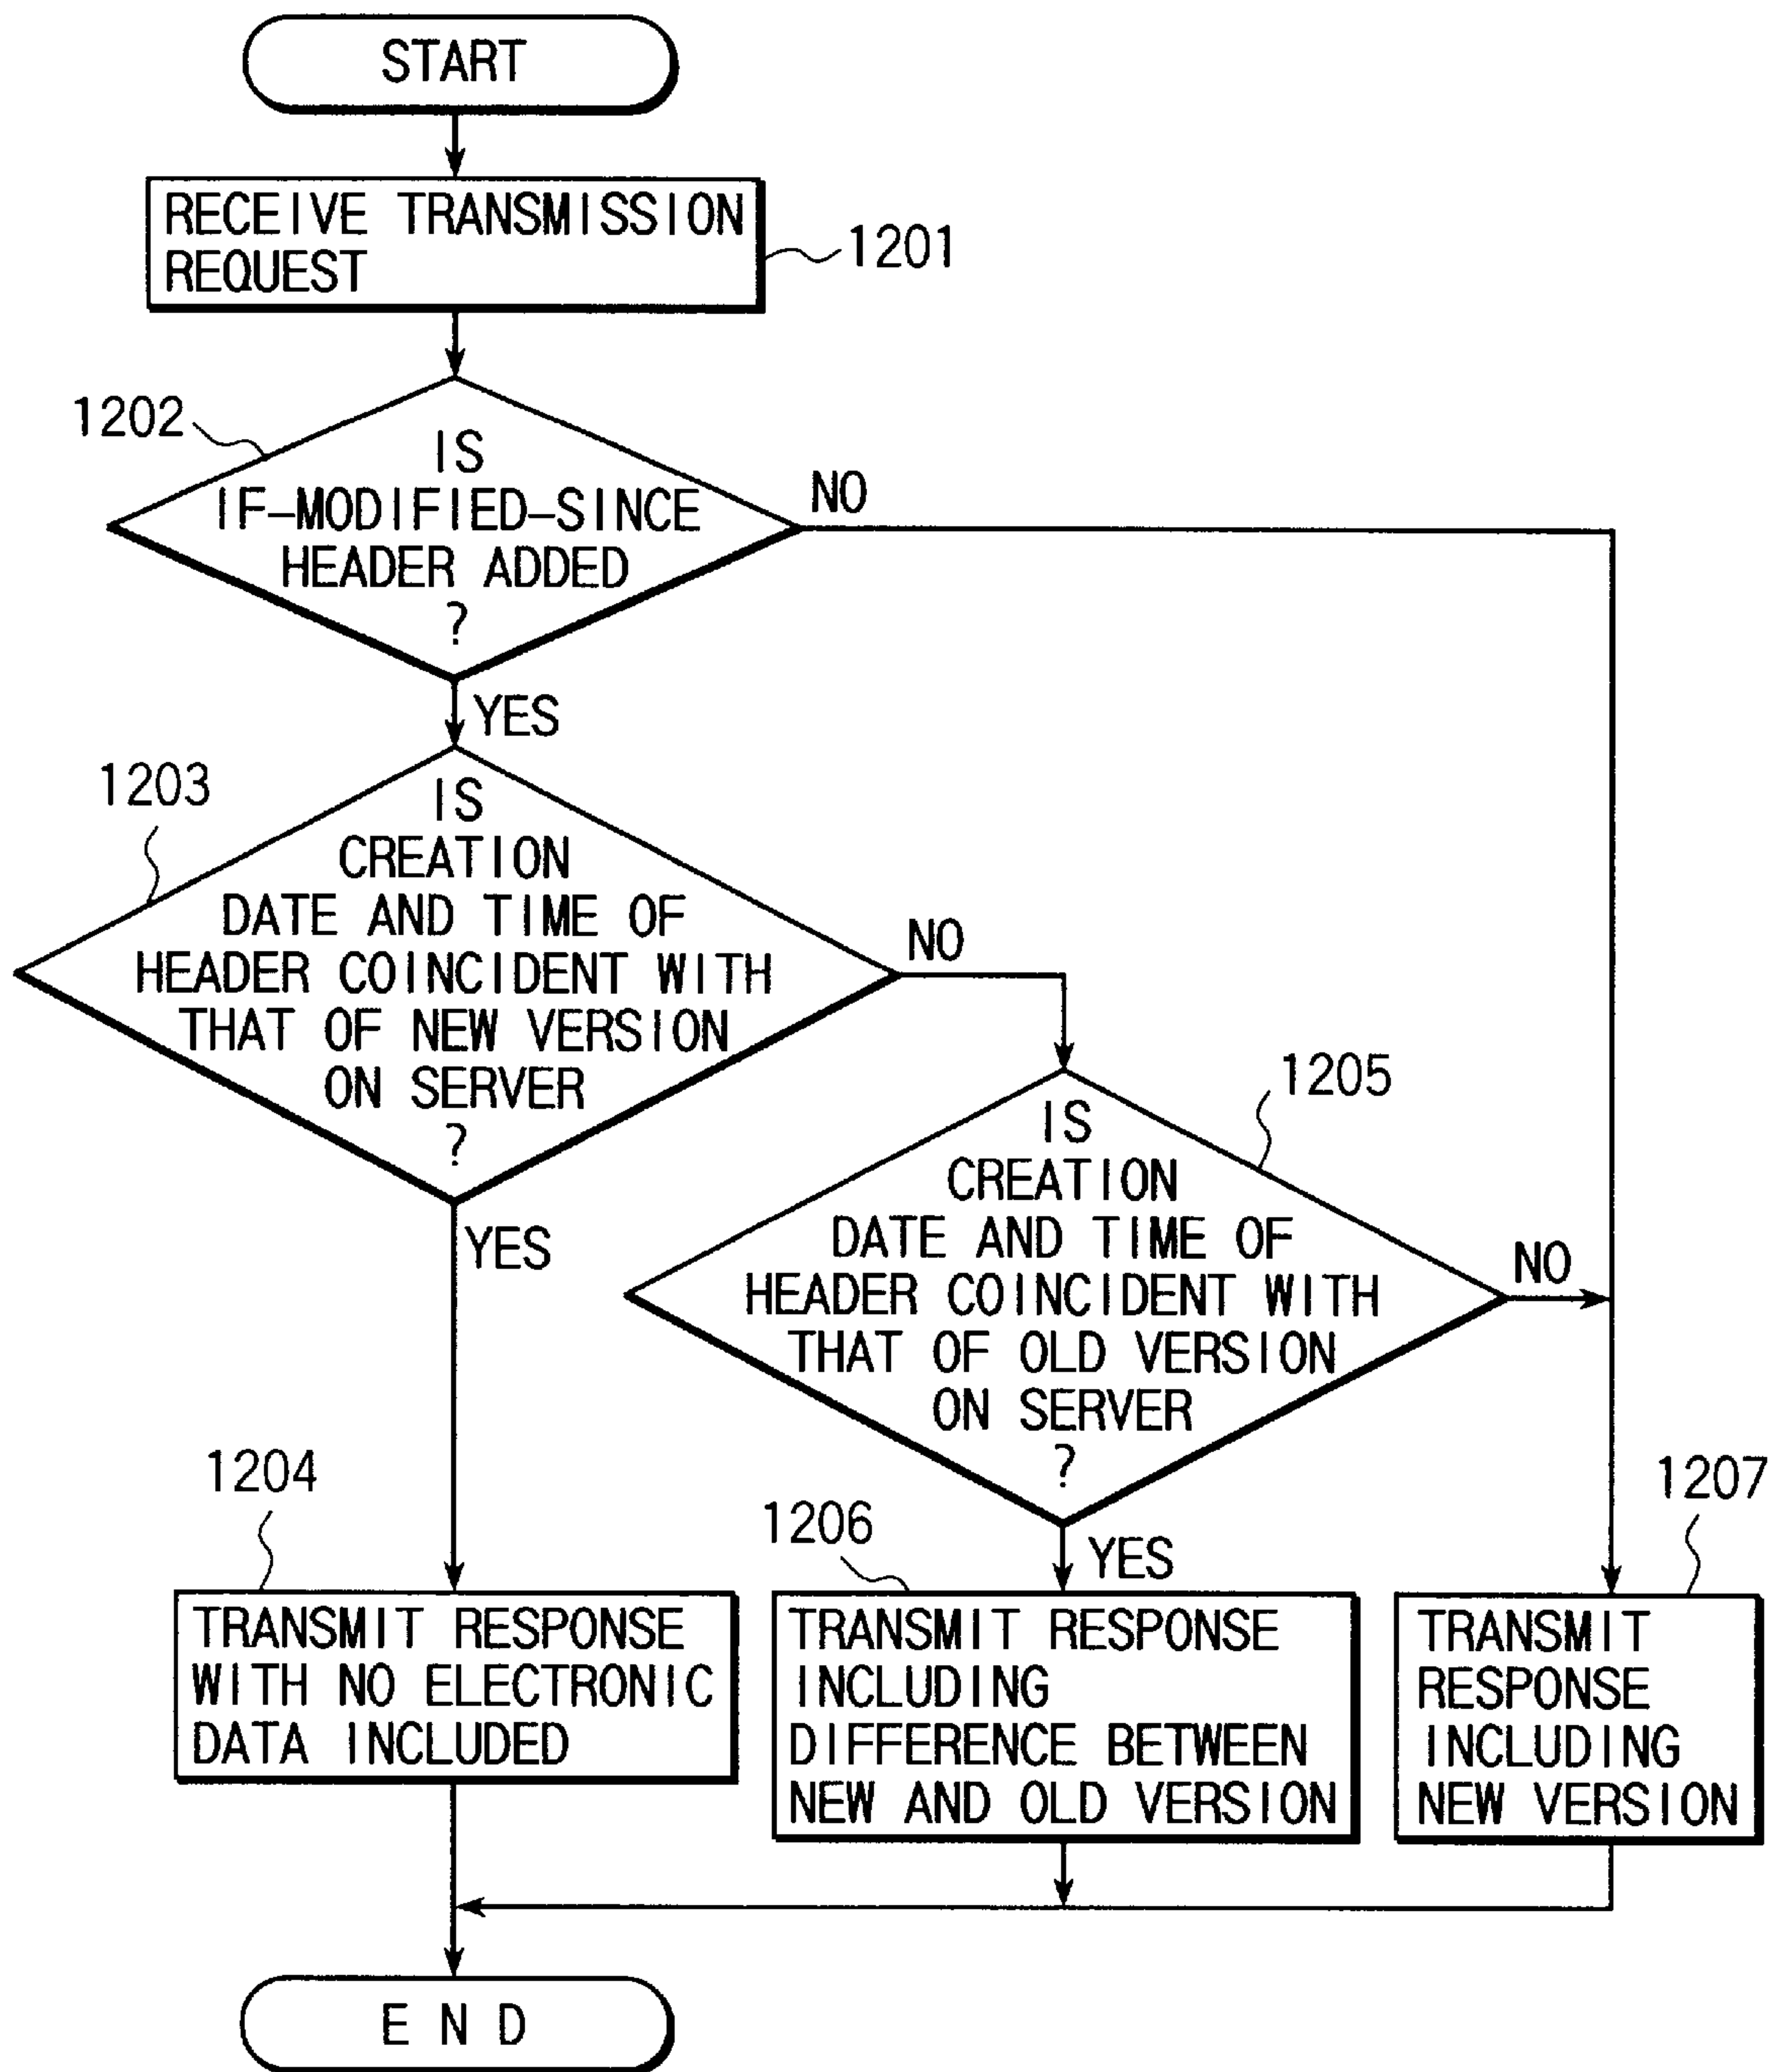 START
RECEIVE TRANSMISSION
REQUEST
1201
1202
IS
IF-MODIFIED-SINCE
HEADER ADDED
?
NO
YES
1203
IS
CREATION
DATE AND TIME OF
HEADER COINCIDENT WITH
THAT OF NEW VERSION
ON SERVER
?
NO
YES
1205
IS
CREATION
DATE AND TIME OF
HEADER COINCIDENT WITH
THAT OF OLD VERSION
ON SERVER
?
NO
YES
1204
TRANSMIT RESPONSE
WITH NO ELECTRONIC
DATA INCLUDED
1206
TRANSMIT RESPONSE
INCLUDING
DIFFERENCE BETWEEN
NEW AND OLD VERSION
1207
TRANSMIT
RESPONSE
INCLUDING
NEW VERSION
END